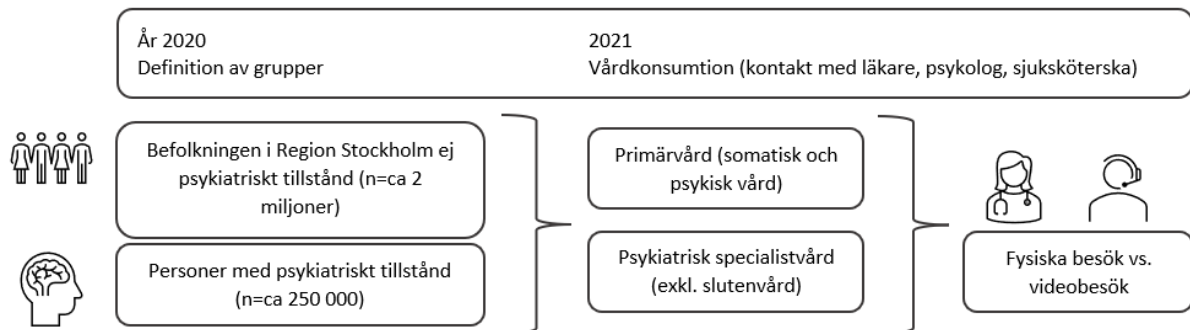 År 2020
Definition av grupper
2021
Vårdkonsumtion (kontakt med läkare, psykolog, sjuksköterska)
Befolkningen i Region Stockholm ej
psykiatriskt tillstånd (n=ca 2
miljoner)
Personer med psykiatriskt tillstånd
(n=ca 250 000)
Primärvård (somatisk och
psykisk vård)
Psykiatrisk specialistvård
(exkl. slutenvård)
Fysiska besök vs.
videobesök